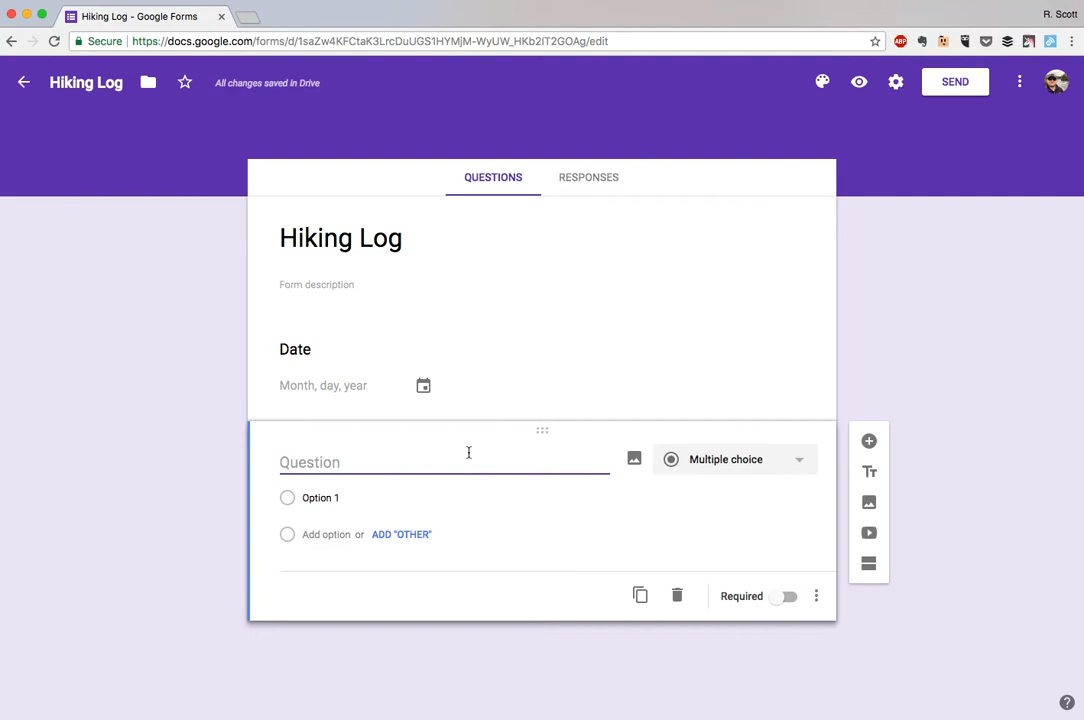 Hiking Log - Google Forms
R. Scott
Secure https://docs.google.com/forms/d/1saZw4KFCtaK3LrcDuUGS1HYMjM-WyUW_HKb2IT2GOAg/edit
ABP
Hiking Log
All changes saved in Drive
SEND
QUESTIONS RESPONSES
Hiking Log
Form description
Date
Month, day, year
Question
Multiple choice
Option 1
Add option or ADD "OTHER"
Tт
Required